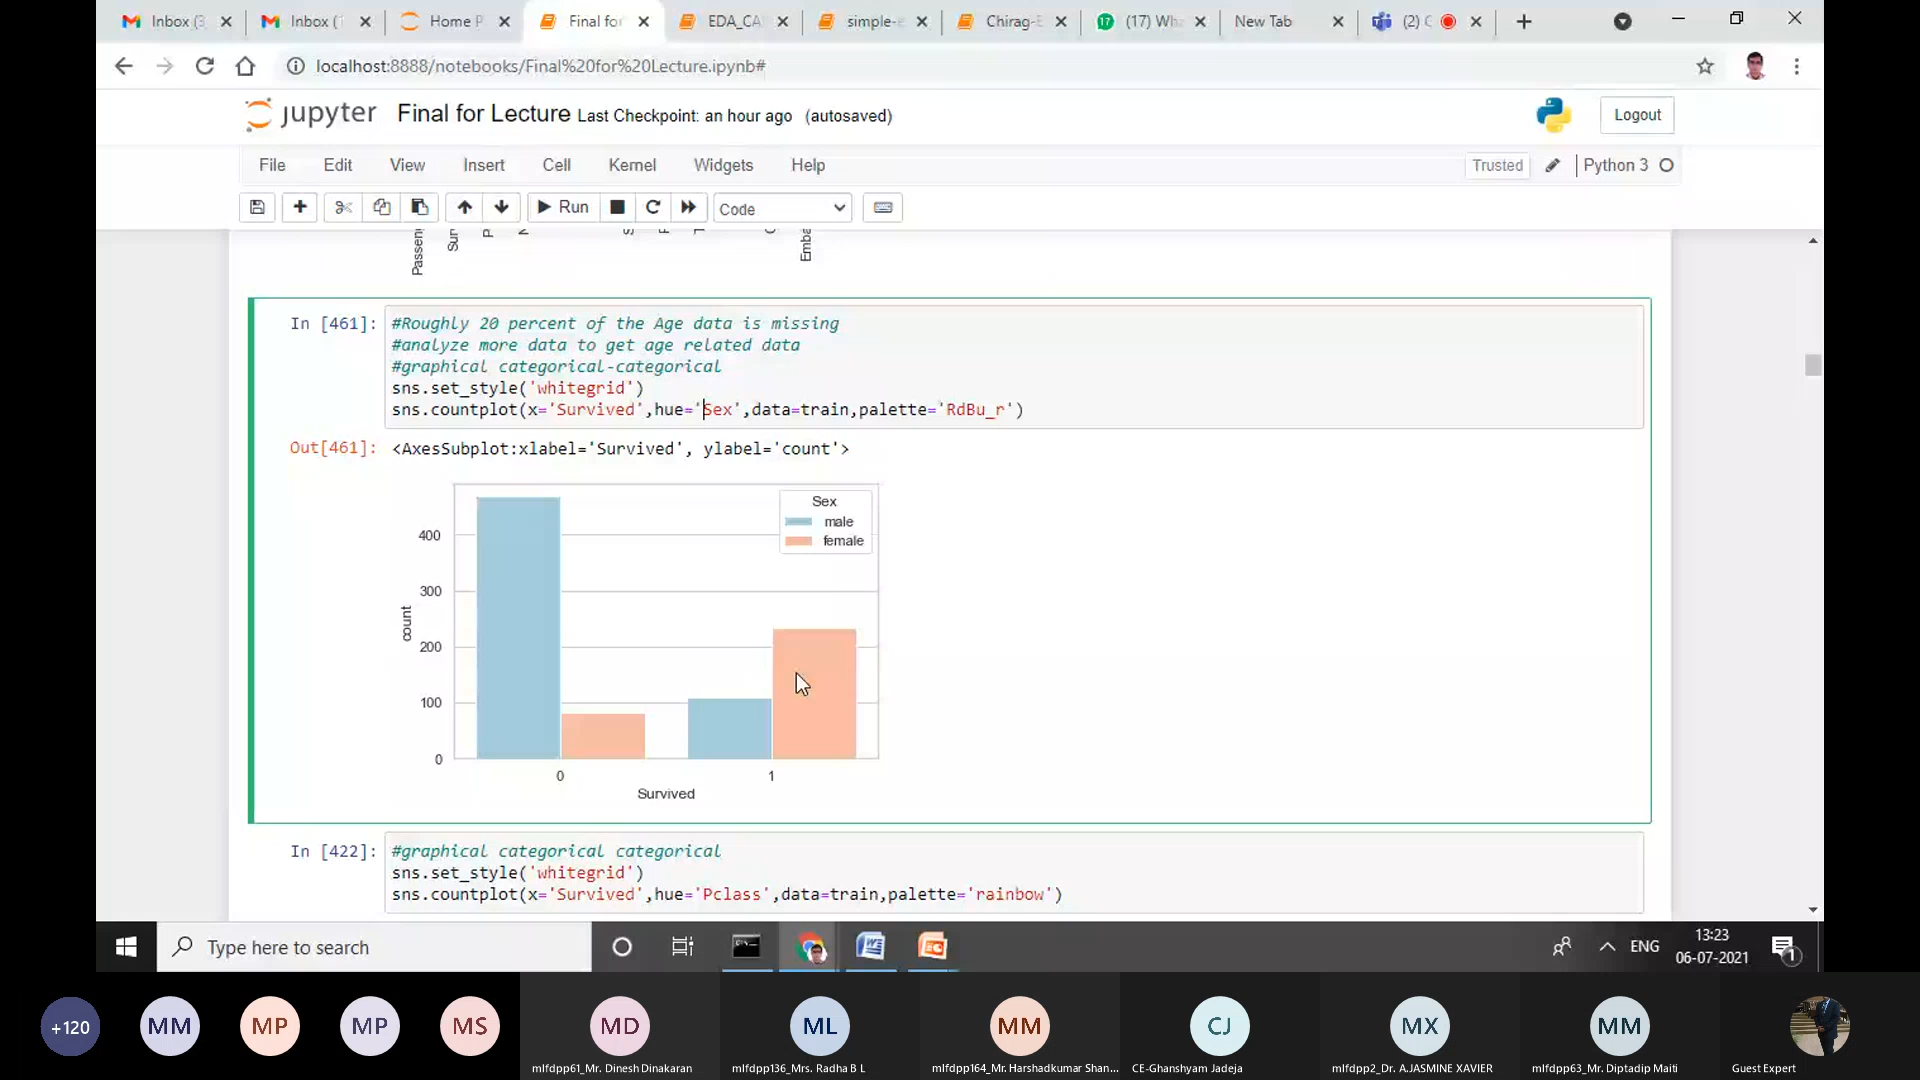 Inbox (3
Inbox (1
Home P
Final for
EDA_CA
simple-e
Chirag-E
17
(17) Wha
New Tab
(2) C
localhost:8888/notebooks/Final%20for%20Lecture.ipynb#
jupyter Final for Lecture Last Checkpoint: an hour ago (autosaved)
Logout
File Edit View Insert Cell Kernel Widgets Help
Trusted
Python 3
Run
Code
Passen
Sur
Emba
In [461]:
#Roughly 20 percent of the Age data is missing
#analyze more data to get age related data
#graphical categorical-categorical
sns.set_style('whitegrid')
sns.countplot(x='Survived',hue='Sex',data=train,palette='RdBu_r')
Out[461]: <AxesSubplot:xlabel='Survived', ylabel='count'>
Sex
male
female
400
300
200
100
0
count
0 1
Survived
In [422]:
#graphical categorical categorical
sns.set_style('whitegrid')
sns.countplot(x='Survived',hue='Pclass',data=train,palette='rainbow')
Type here to search
ENG
13:23
06-07-2021
1
+120
MM
MP
MP
MS
MD
ML
MM
CJ
MX
MM
mlfdpp61_Mr. Dinesh Dinakaran
mlfdpp136_Mrs. Radha B L
mlfdpp164_Mr. Harshadkumar Shan...
CE-Ghanshyam Jadeja
mlfdpp2_Dr. A.JASMINE XAVIER
mlfdpp63_Mr. Diptadip Maiti
Guest Expert